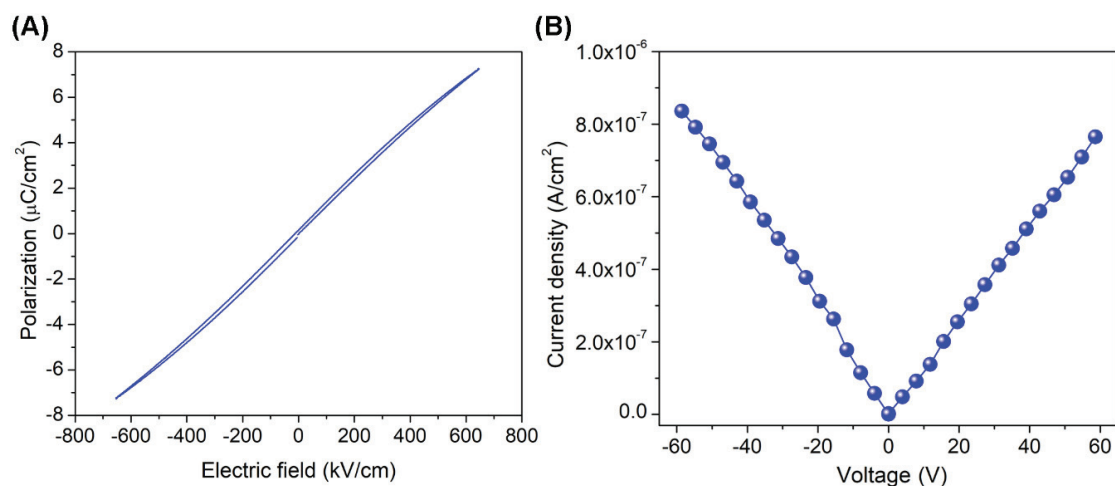 (A)
8
6
4
2
0
-2
-4
-6
-8
Polarization (μC/cm²)
-800 -600 -400 -200 0 200 400 600 800
Electric field (kV/cm)
(B)
1.0x10⁻⁶
8.0x10⁻⁷
6.0x10⁻⁷
4.0x10⁻⁷
2.0x10⁻⁷
0.0
Current density (A/cm²)
-60 -40 -20 0 20 40 60
Voltage (V)